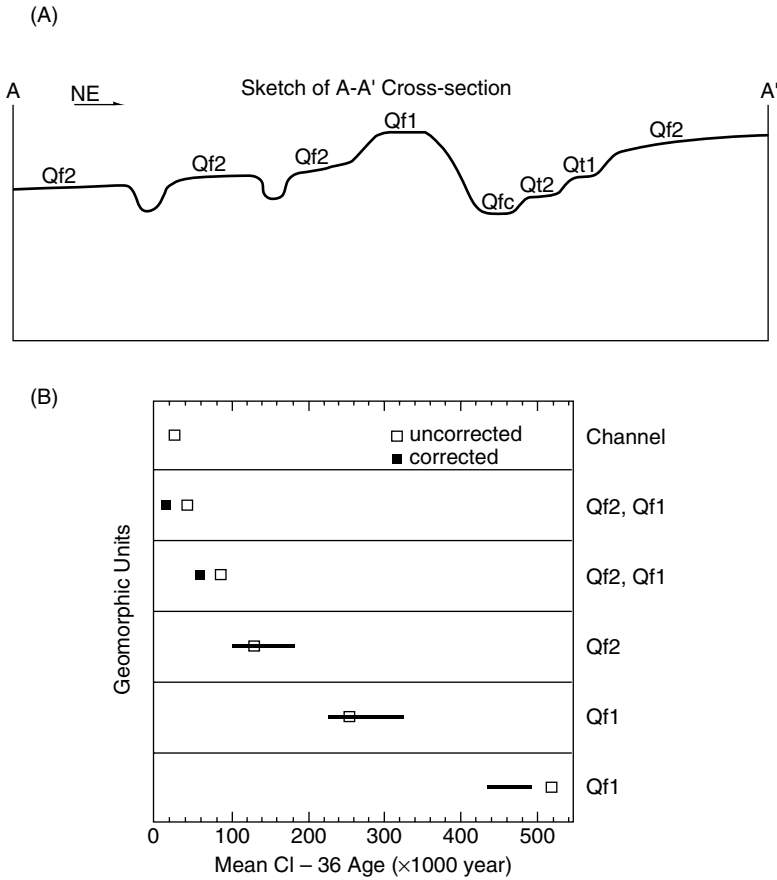 (A)
Sketch of A-A' Cross-section
A
NE
A'
Qf2
Qf2
Qf2
Qf1
Qfc
Qt2
Qt1
Qf2
(B)
uncorrected
corrected
Channel
Qf2, Qf1
Qf2, Qf1
Qf2
Qf1
Qf1
Geomorphic Units
0 100 200 300 400 500
Mean Cl – 36 Age (×1000 year)